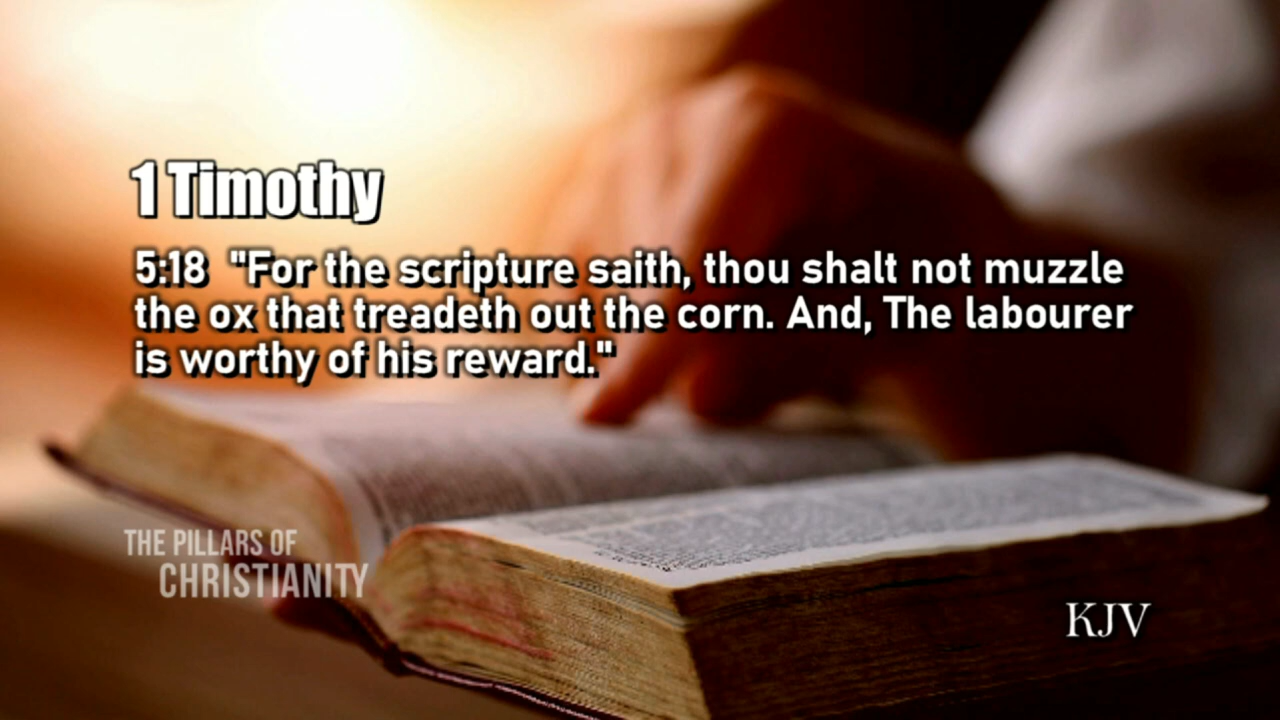 1 Timothy
5:18 "For the scripture saith, thou shalt not muzzle
the ox that treadeth out the corn. And, The labourer
is worthy of his reward."
THE PILLARS OF
CHRISTIANITY
KJV